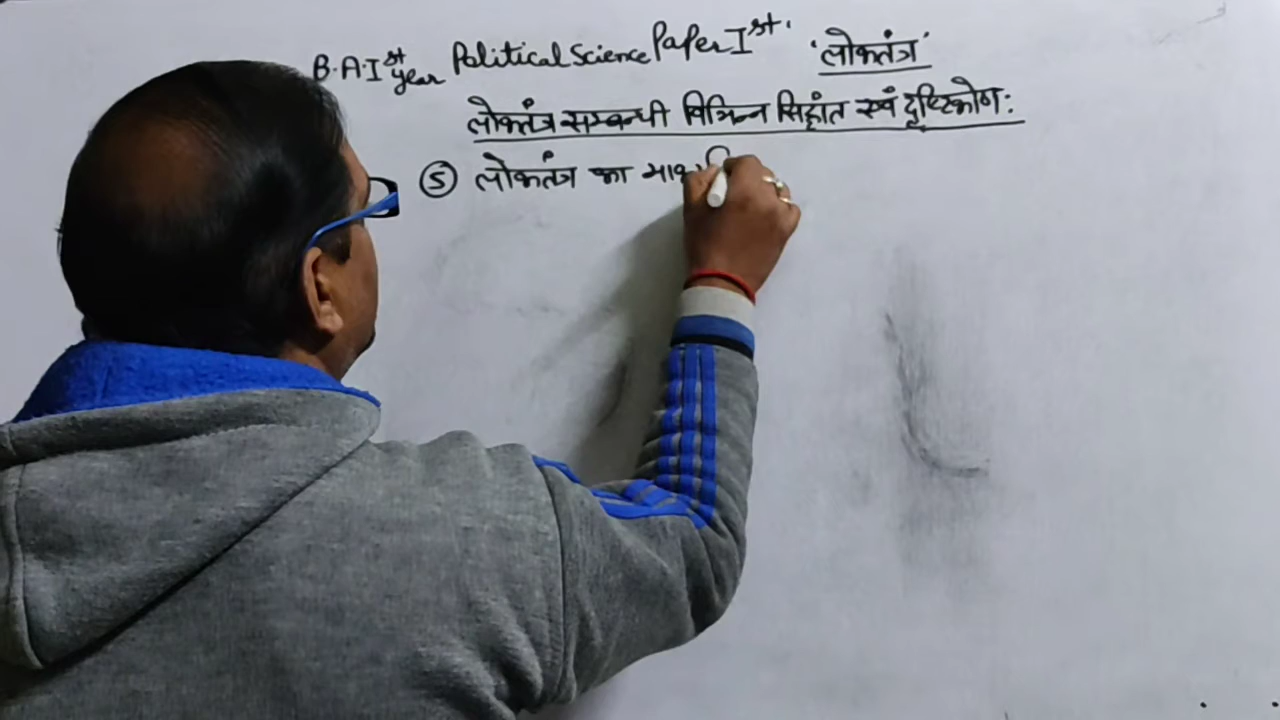 B.A.Ist year Political Science Paper Ist. 'लोकतंत्र'
लोकतंत्र सम्बन्धी विभिन्न सिद्दांत एवं दृष्टिकोण:
(5) लोकतंत्र का